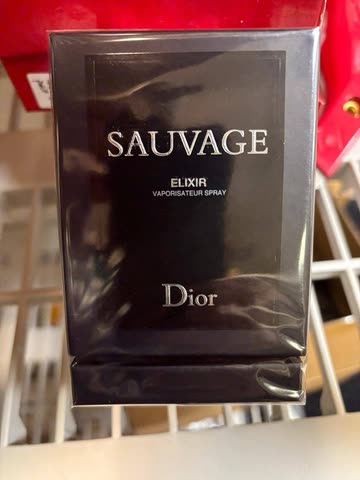 SAUVAGE
ELIXIR
VAPORISATEUR SPRAY
Dior